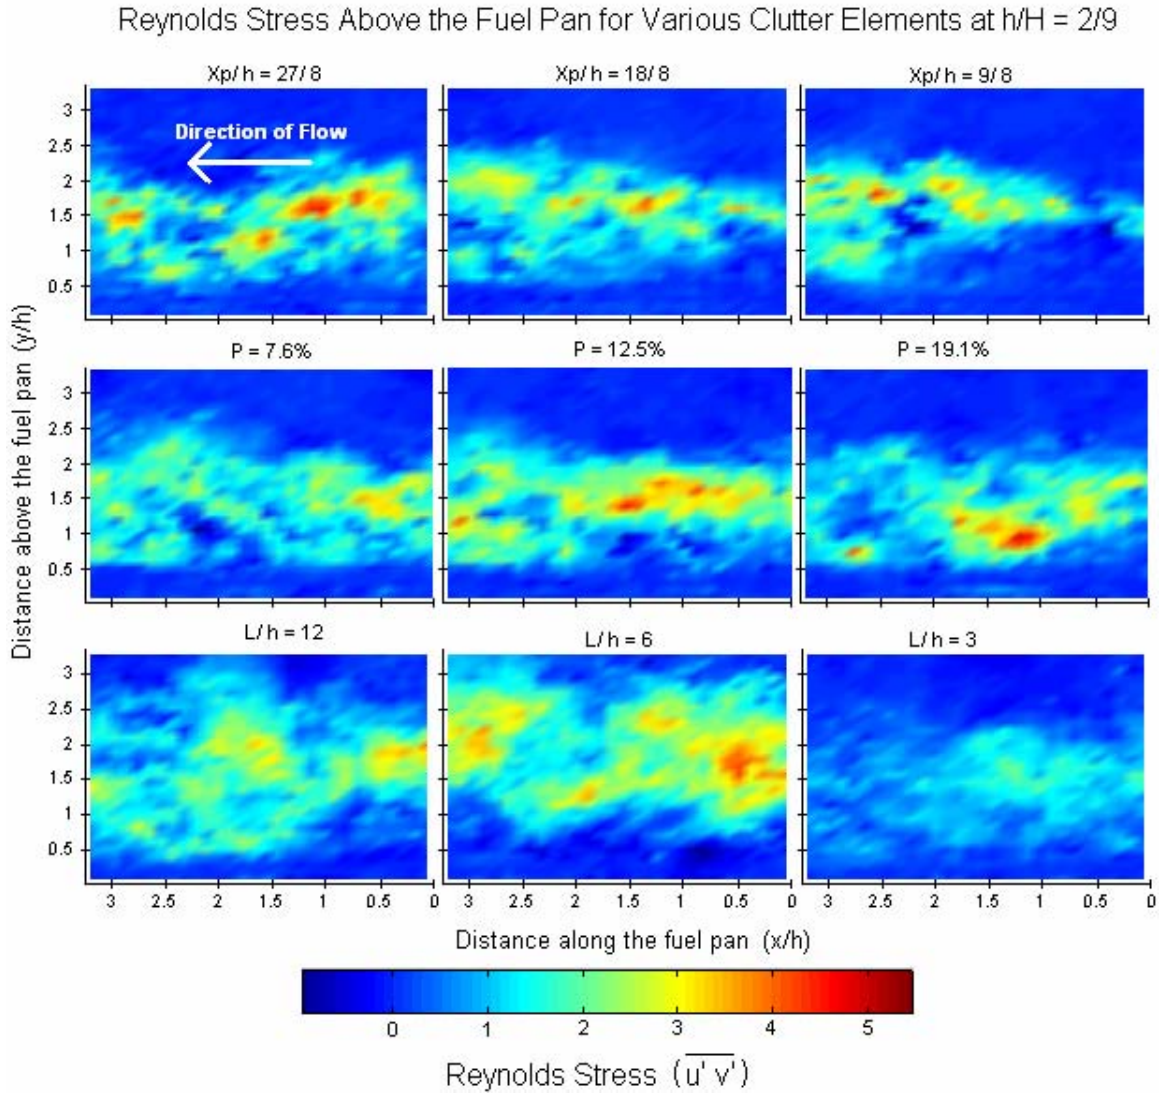 Reynolds Stress Above the Fuel Pan for Various Clutter Elements at h/H = 2/9
Xp/h = 27/8
Xp/h = 18/8
Xp/h = 9/8
Direction of Flow
3
2.5
2
1.5
1
0.5
0
P = 7.6%
P = 12.5%
P = 19.1%
3
2.5
2
1.5
1
0.5
0
Distance above the fuel pan (y/h)
L/h = 12
L/h = 6
L/h = 3
3
2.5
2
1.5
1
0.5
0
3 2.5 2 1.5 1 0.5 0 3 2.5 2 1.5 1 0.5 0 3 2.5 2 1.5 1 0.5 0
Distance along the fuel pan (x/h)
0 1 2 3 4 5
Reynolds Stress (u' v')